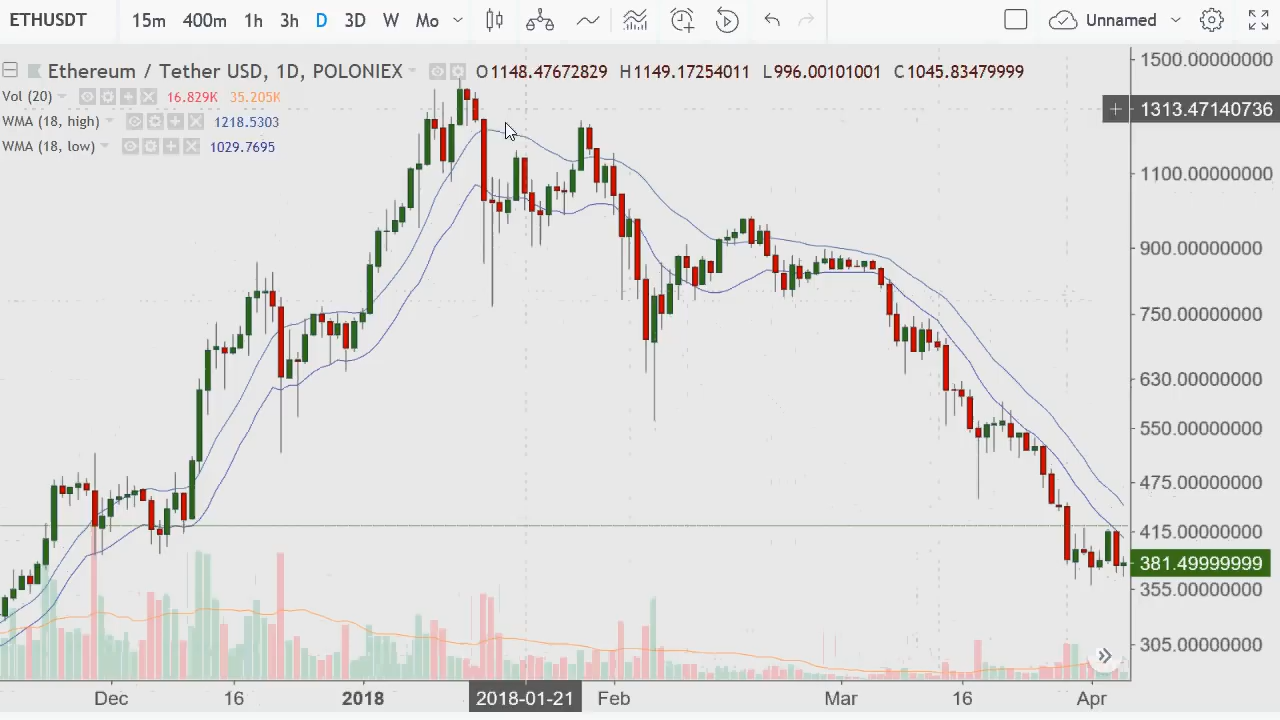 ETHUSDT 15m 400m 1h 3h D 3D W Mo Unnamed
Ethereum / Tether USD, 1D, POLONIEX O1148.47672829 H1149.17254011 L996.00101001 C1045.83479999
Vol (20) 16.829K 35.205K
WMA (18, high) 1218.5303
WMA (18, low) 1029.7695
1500.00000000
1313.47140736
1100.00000000
900.00000000
750.00000000
630.00000000
550.00000000
475.00000000
415.00000000
381.49999999
355.00000000
305.00000000
Dec 16 2018 2018-01-21 Feb Mar 16 Apr